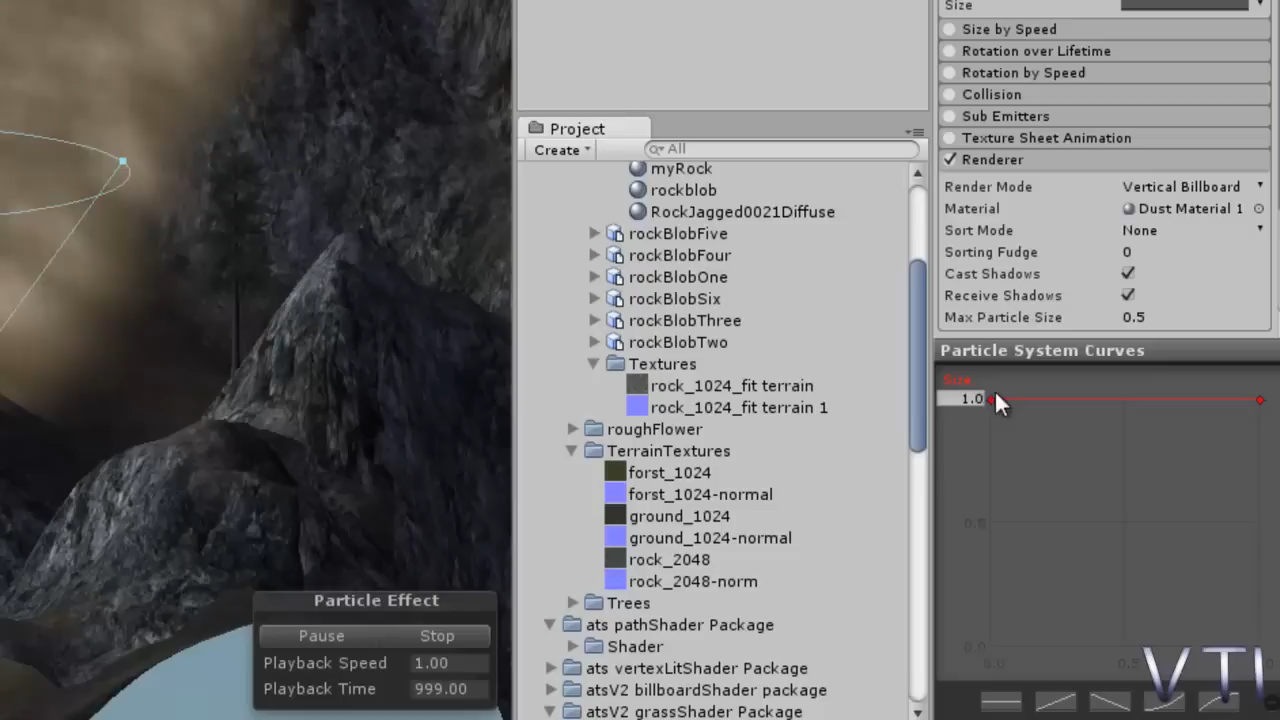 Size
Size by Speed
Rotation over Lifetime
Rotation by Speed
Collision
Sub Emitters
Texture Sheet Animation
Renderer
Render Mode Vertical Billboard
Material Dust Material 1
Sort Mode None
Sorting Fudge 0
Cast Shadows
Receive Shadows
Max Particle Size 0.5
Particle System Curves
Size
1.0
0.5
0.0
0.0 0.5
VTI
Project
Create
All
myRock
rockblob
RockJagged0021Diffuse
rockBlobFive
rockBlobFour
rockBlobOne
rockBlobSix
rockBlobThree
rockBlobTwo
Textures
rock_1024_fit terrain
rock_1024_fit terrain 1
roughFlower
TerrainTextures
forst_1024
forst_1024-normal
ground_1024
ground_1024-normal
rock_2048
rock_2048-norm
Trees
ats pathShader Package
Shader
ats vertexLitShader Package
atsV2 billboardShader package
atsV2 grassShader Package
Particle Effect
Pause Stop
Playback Speed 1.00
Playback Time 999.00